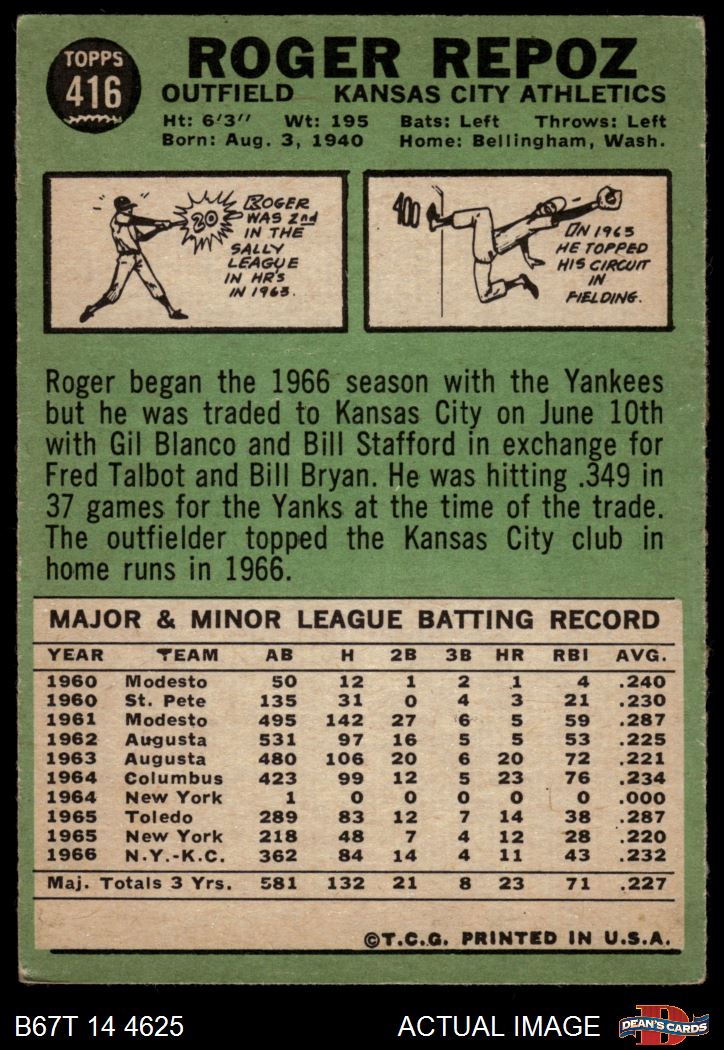 TOPPS
416
ROGER REPOZ
OUTFIELD KANSAS CITY ATHLETICS
Ht: 6'3" Wt: 195 Bats: Left Throws: Left
Born: Aug. 3, 1940 Home: Bellingham, Wash.
20
ROGER
WAS 2nd
IN THE
SALLY
LEAGUE
IN HR'S
IN 1963.
400
IN 1963
HE TOPPED
HIS CIRCUIT
IN
FIELDING.
Roger began the 1966 season with the Yankees
but he was traded to Kansas City on June 10th
with Gil Blanco and Bill Stafford in exchange for
Fred Talbot and Bill Bryan. He was hitting .349 in
37 games for the Yanks at the time of the trade.
The outfielder topped the Kansas City club in
home runs in 1966.
MAJOR & MINOR LEAGUE BATTING RECORD
YEAR TEAM AB H 2B 3B HR RBI AVG.
1960 Modesto 50 12 1 2 1 4 .240
1960 St. Pete 135 31 0 4 3 21 .230
1961 Modesto 495 142 27 6 5 59 .287
1962 Augusta 531 97 16 5 5 53 .225
1963 Augusta 480 106 20 6 20 72 .221
1964 Columbus 423 99 12 5 23 76 .234
1964 New York 1 0 0 0 0 0 .000
1965 Toledo 289 83 12 7 14 38 .287
1965 New York 218 48 7 4 12 28 .220
1966 N.Y.-K.C. 362 84 14 4 11 43 .232
Maj. Totals 3 Yrs. 581 132 21 8 23 71 .227
©T.C.G. PRINTED IN U.S.A.
B67T 14 4625 ACTUAL IMAGE
D
DEAN'S CARDS